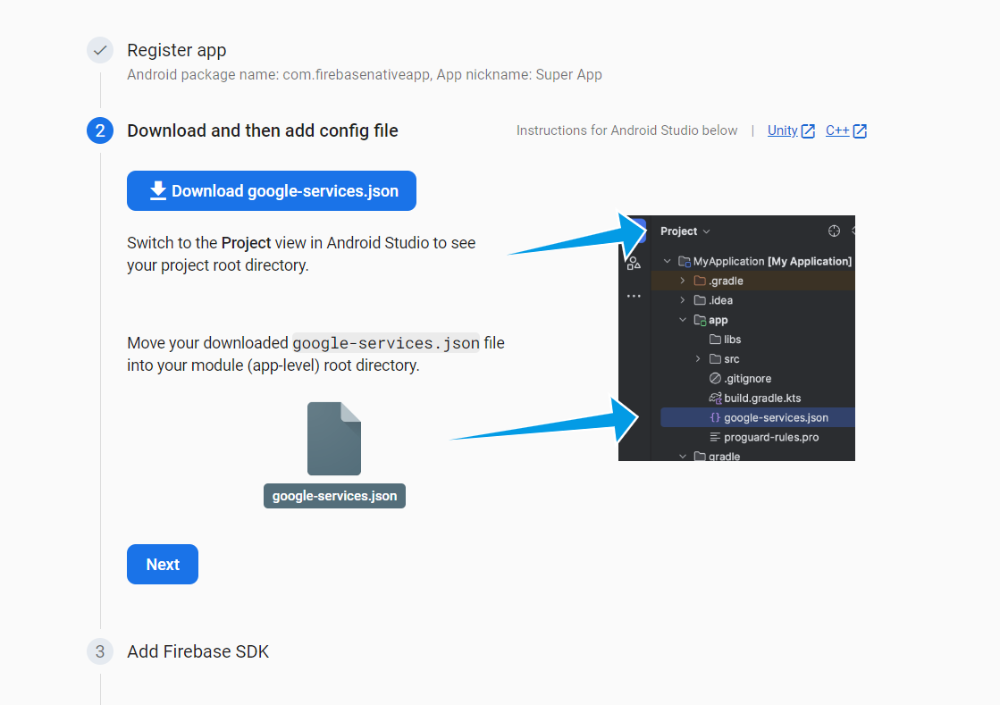 Register app
Android package name: com.firebasenativeapp, App nickname: Super App
2 Download and then add config file
Instructions for Android Studio below | Unity C++
Download google-services.json
Switch to the Project view in Android Studio to see
your project root directory.
Move your downloaded google-services.json file
into your module (app-level) root directory.
google-services.json
Project
MyApplication [My Application]
.gradle
.idea
app
libs
src
.gitignore
build.gradle.kts
google-services.json
proguard-rules.pro
gradle
Next
3 Add Firebase SDK